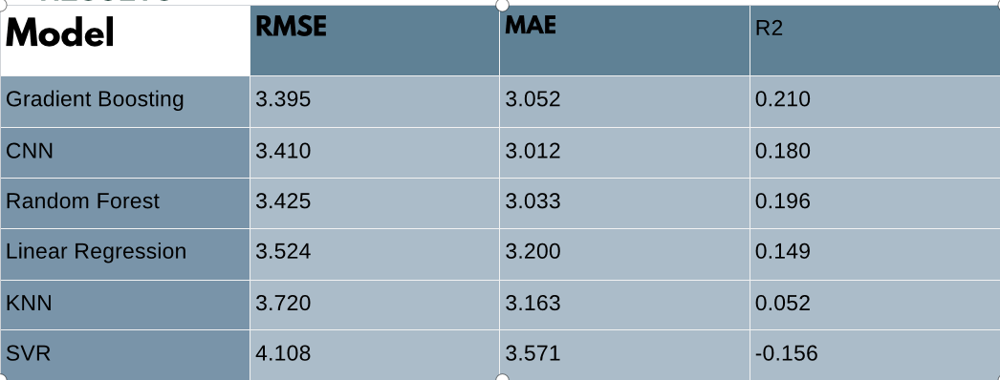 Model RMSE MAE R2
Gradient Boosting 3.395 3.052 0.210
CNN 3.410 3.012 0.180
Random Forest 3.425 3.033 0.196
Linear Regression 3.524 3.200 0.149
KNN 3.720 3.163 0.052
SVR 4.108 3.571 -0.156